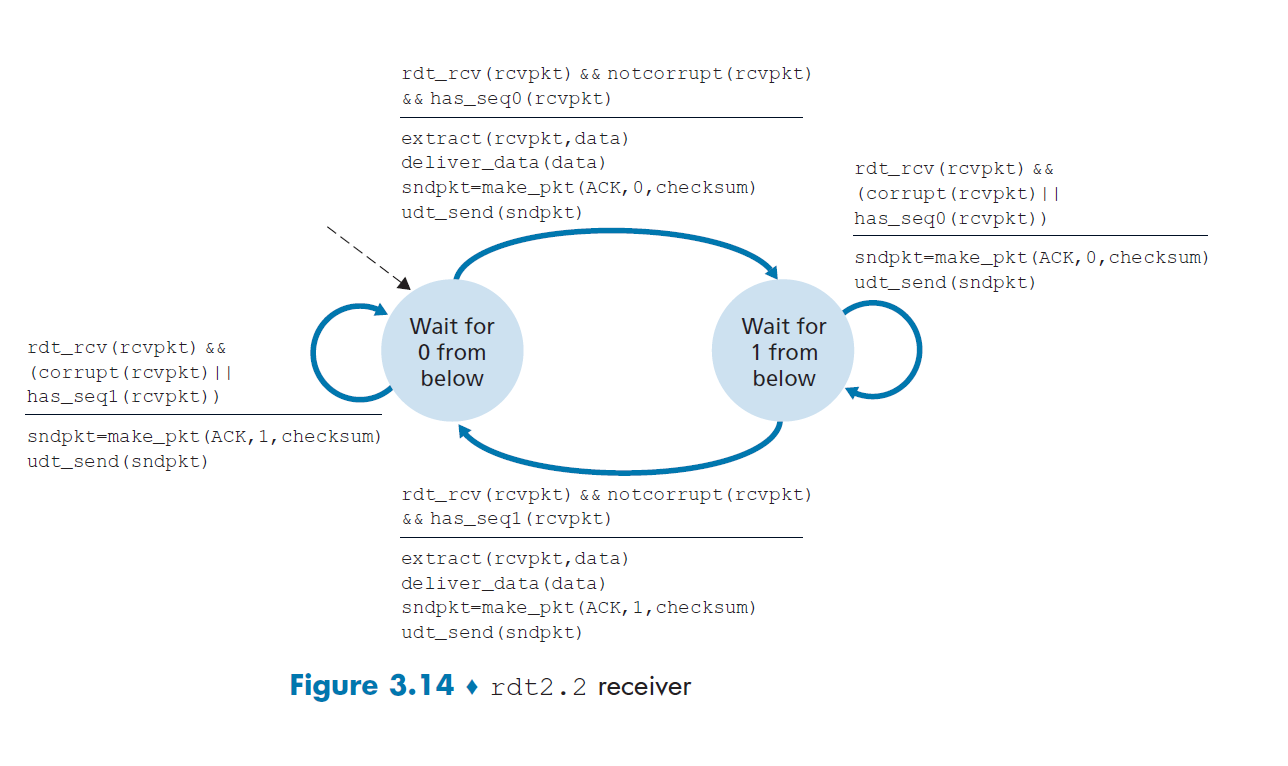 rdt_rcv(rcvpkt) && notcorrupt(rcvpkt)
&& has_seq0(rcvpkt)
extract(rcvpkt,data)
deliver_data(data)
sndpkt=make_pkt(ACK,0,checksum)
udt_send(sndpkt)
rdt_rcv(rcvpkt) &&
(corrupt(rcvpkt)||
has_seq0(rcvpkt))
sndpkt=make_pkt(ACK,0,checksum)
udt_send(sndpkt)
Wait for
0 from
below
Wait for
1 from
below
rdt_rcv(rcvpkt) &&
(corrupt(rcvpkt)||
has_seq1(rcvpkt))
sndpkt=make_pkt(ACK,1,checksum)
udt_send(sndpkt)
rdt_rcv(rcvpkt) && notcorrupt(rcvpkt)
&& has_seq1(rcvpkt)
extract(rcvpkt,data)
deliver_data(data)
sndpkt=make_pkt(ACK,1,checksum)
udt_send(sndpkt)
Figure 3.14 ♦ rdt2.2 receiver